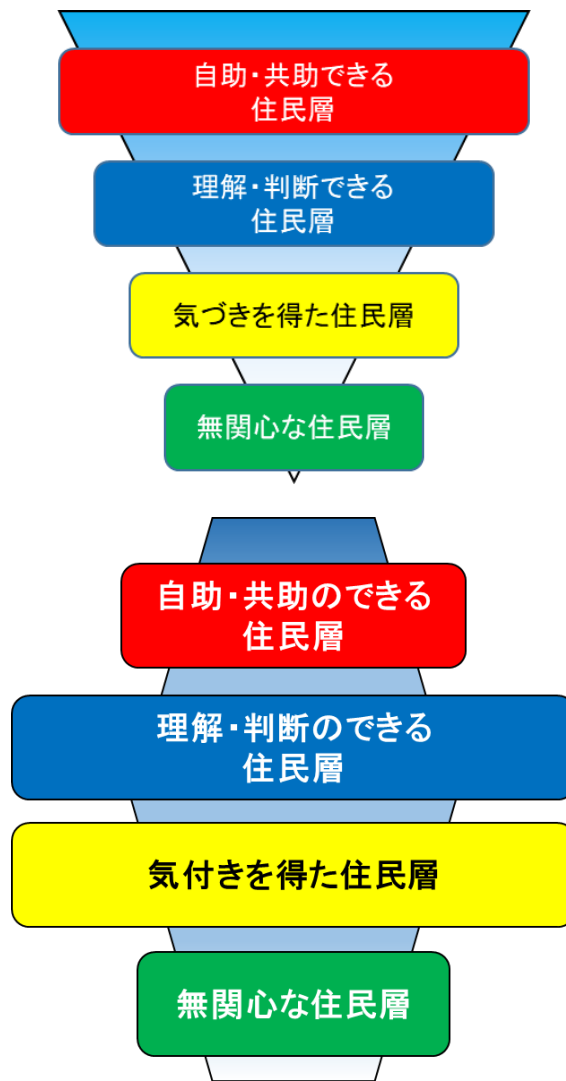 自助・共助できる
住民層
理解・判断できる
住民層
気づきを得た住民層
無関心な住民層
自助・共助のできる
住民層
理解・判断のできる
住民層
気付きを得た住民層
無関心な住民層